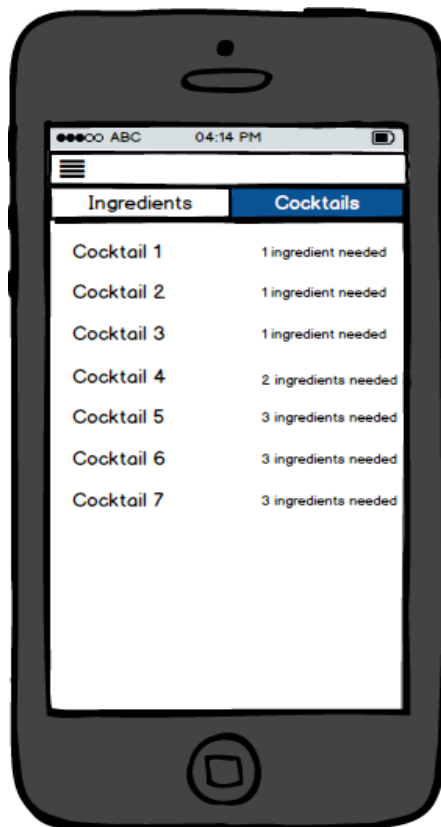 ABC 04:14 PM
Ingredients Cocktails
Cocktail 1 1 ingredient needed
Cocktail 2 1 ingredient needed
Cocktail 3 1 ingredient needed
Cocktail 4 2 ingredients needed
Cocktail 5 3 ingredients needed
Cocktail 6 3 ingredients needed
Cocktail 7 3 ingredients needed